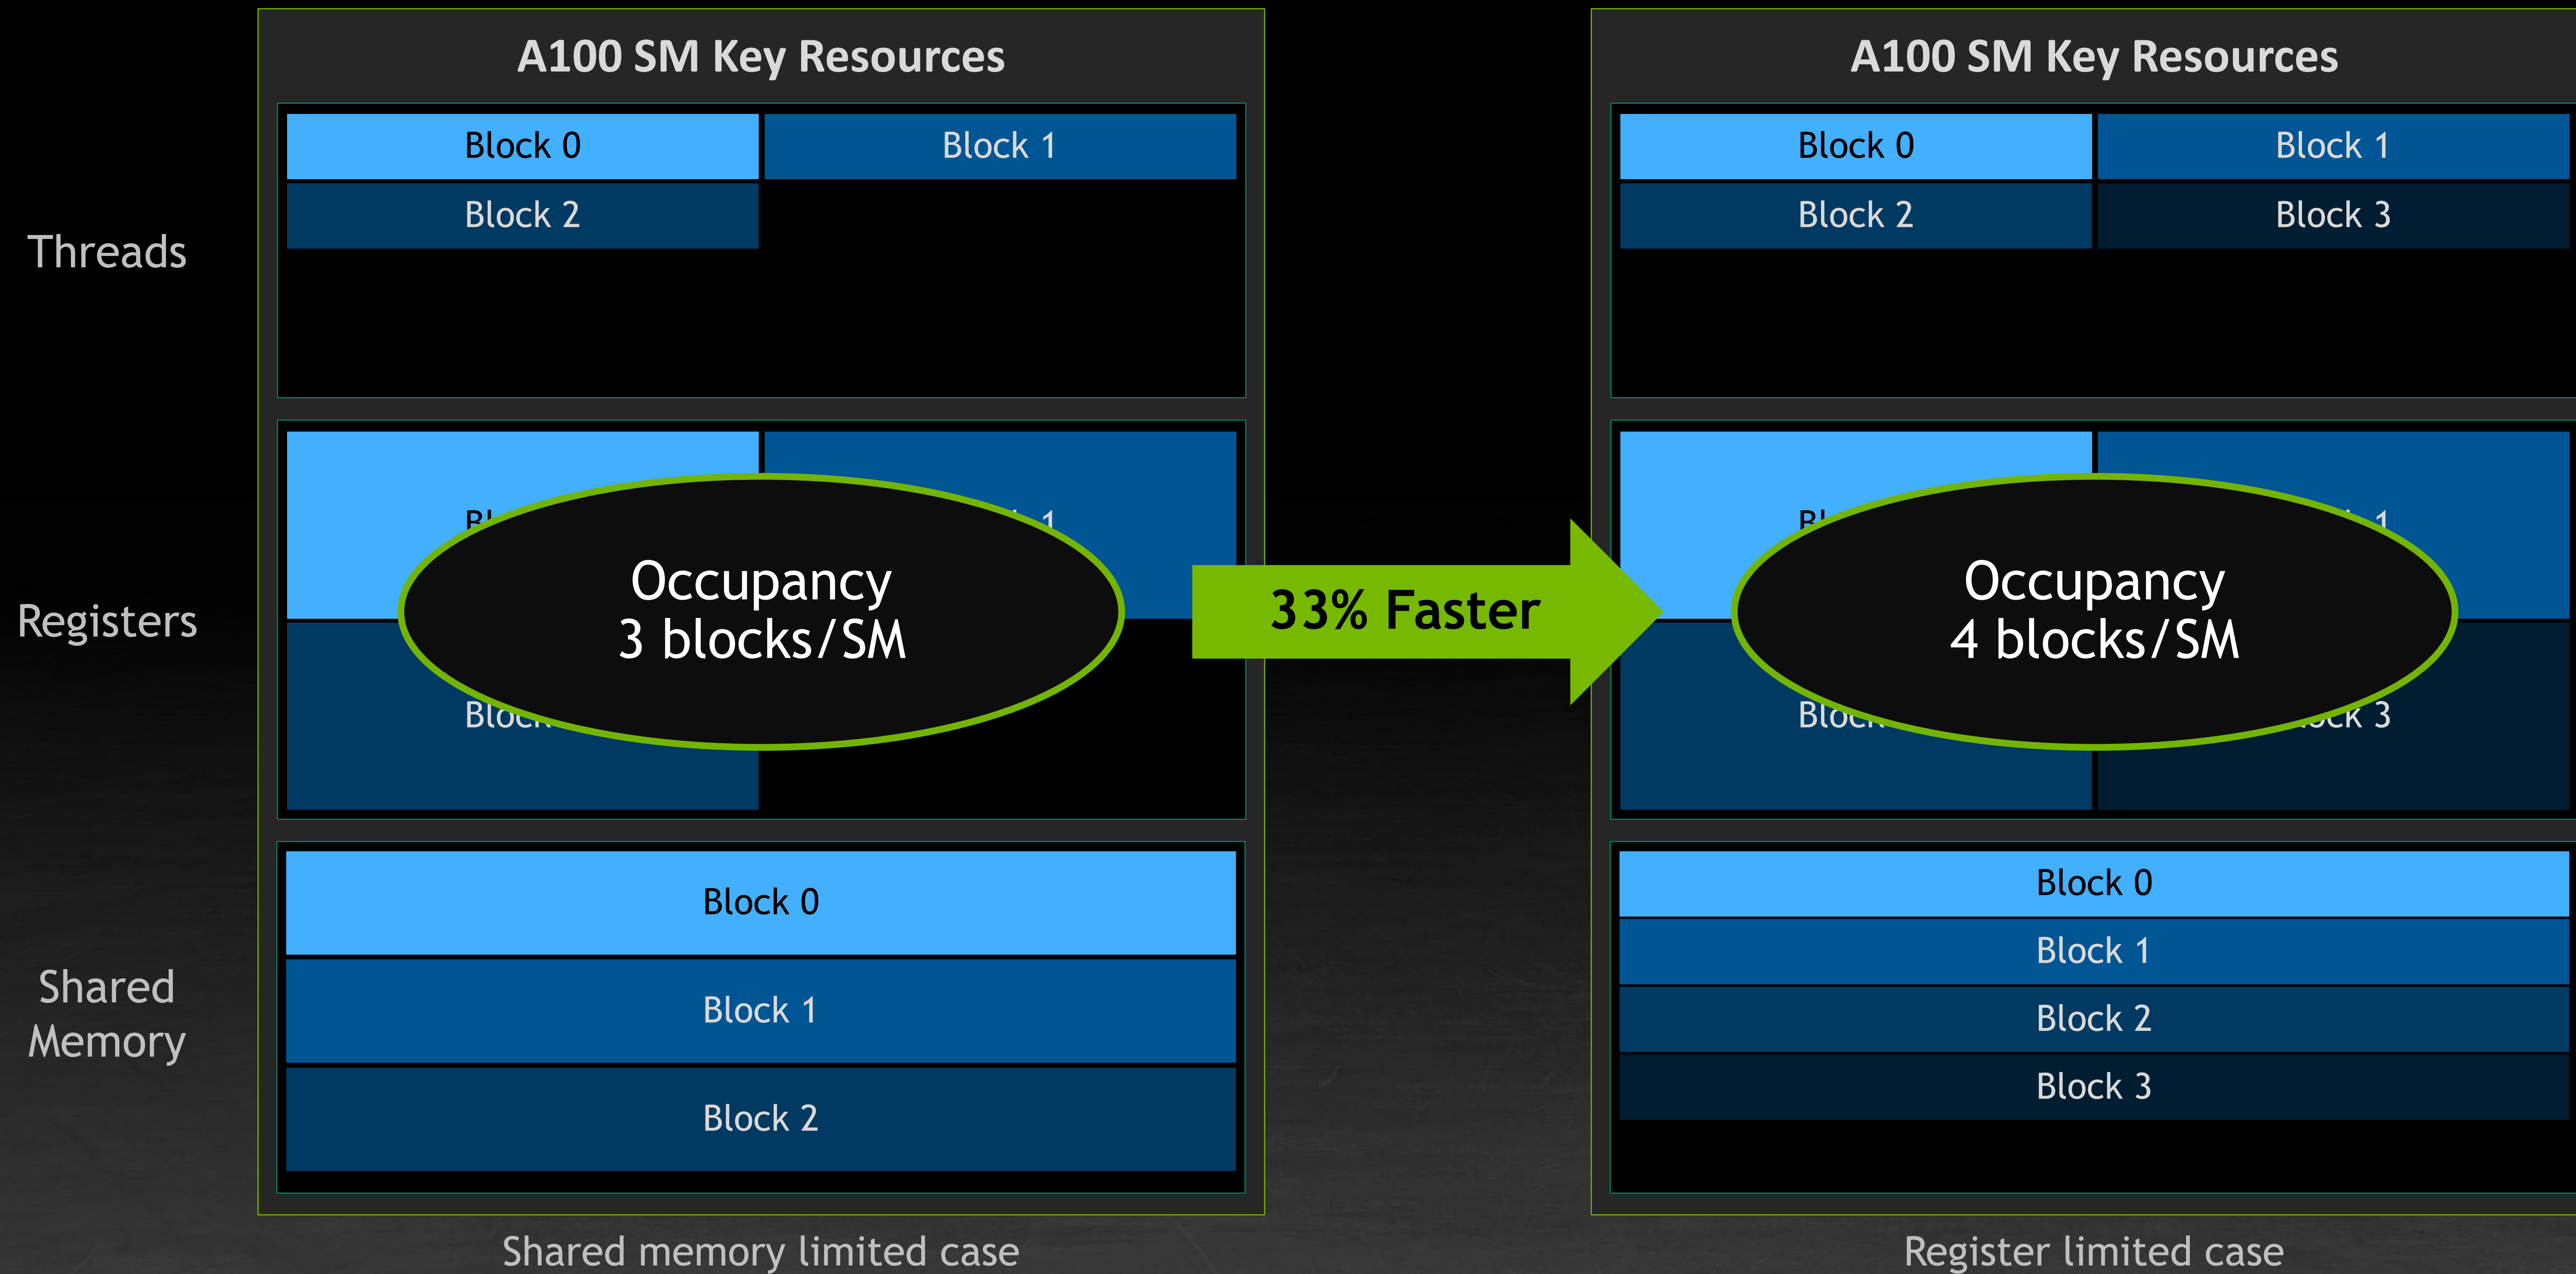 A100 SM Key Resources
Threads
Block 0
Block 1
Block 2
Registers
1
Occupancy
3 blocks/SM
Shared
Memory
Block 0
Block 1
Block 2
Shared memory limited case
33% Faster
A100 SM Key Resources
Block 0
Block 1
Block 2
Block 3
1
Occupancy
4 blocks/SM
3
Block 0
Block 1
Block 2
Block 3
Register limited case